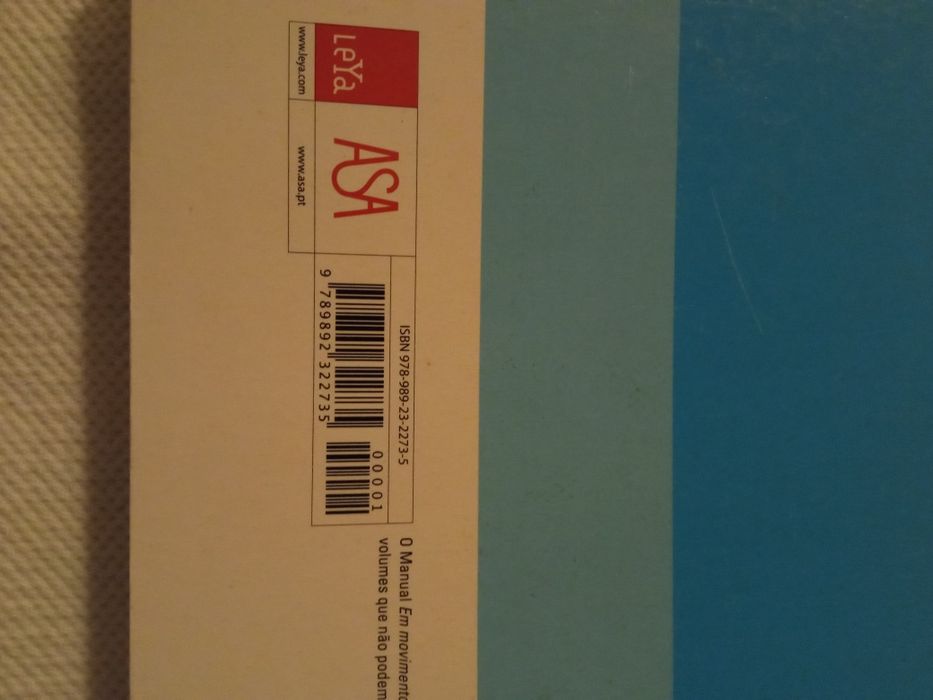 LeYa
ASA
www.leya.com
www.asa.pt
ISBN 978-989-23-2273-5
00001
9 789892 322735
O Manual Em movimento
volumes que não podem